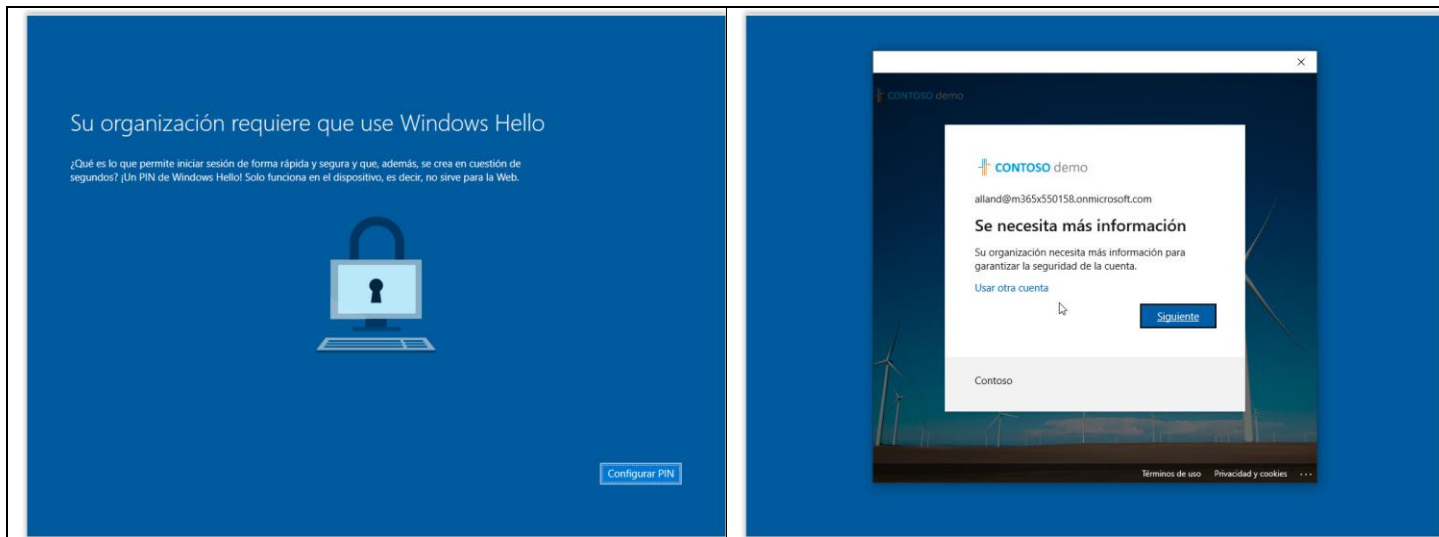 Su organización requiere que use Windows Hello
¿Qué es lo que permite iniciar sesión de forma rápida y segura y que, además, se crea en cuestión de
segundos? ¡Un PIN de Windows Hello! Solo funciona en el dispositivo, es decir, no sirve para la Web.
Configurar PIN
CONTOSO demo
CONTOSO demo
alland@m365x550158.onmicrosoft.com
Se necesita más información
Su organización necesita más información para
garantizar la seguridad de la cuenta.
Usar otra cuenta
Siguiente
Contoso
Términos de uso Privacidad y cookies ...